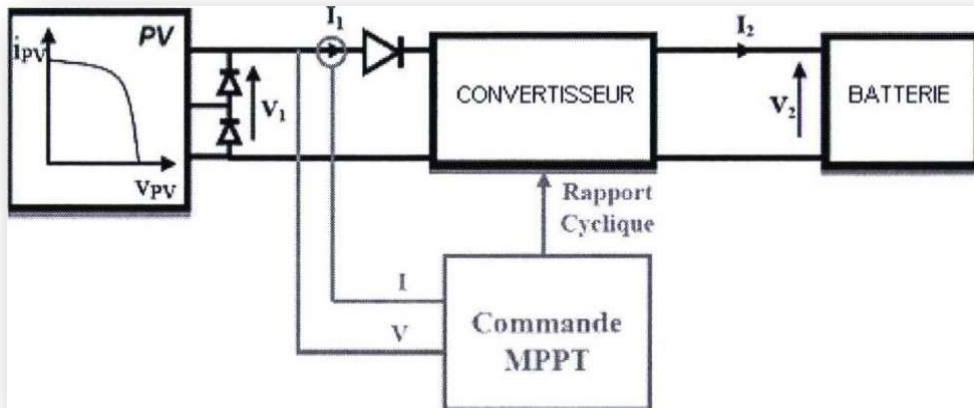 PV
iPV
VPV
V1
I1
CONVERTISSEUR
I2
V2
BATTERIE
Rapport
Cyclique
I
V
Commande
MPPT